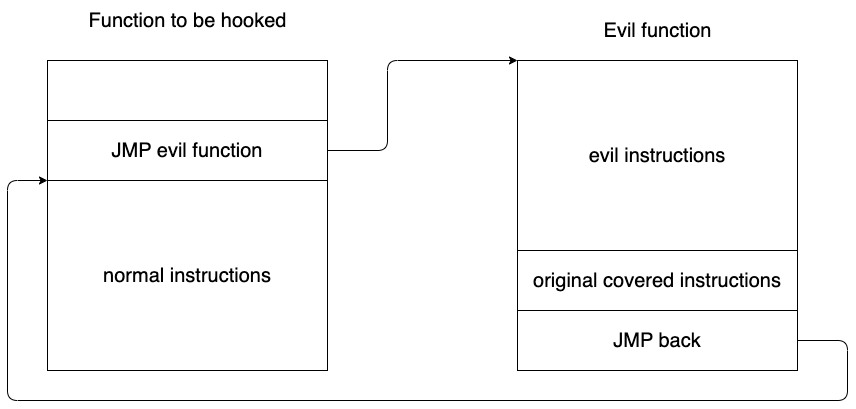 Function to be hooked
Evil function
JMP evil function
evil instructions
normal instructions
original covered instructions
JMP back